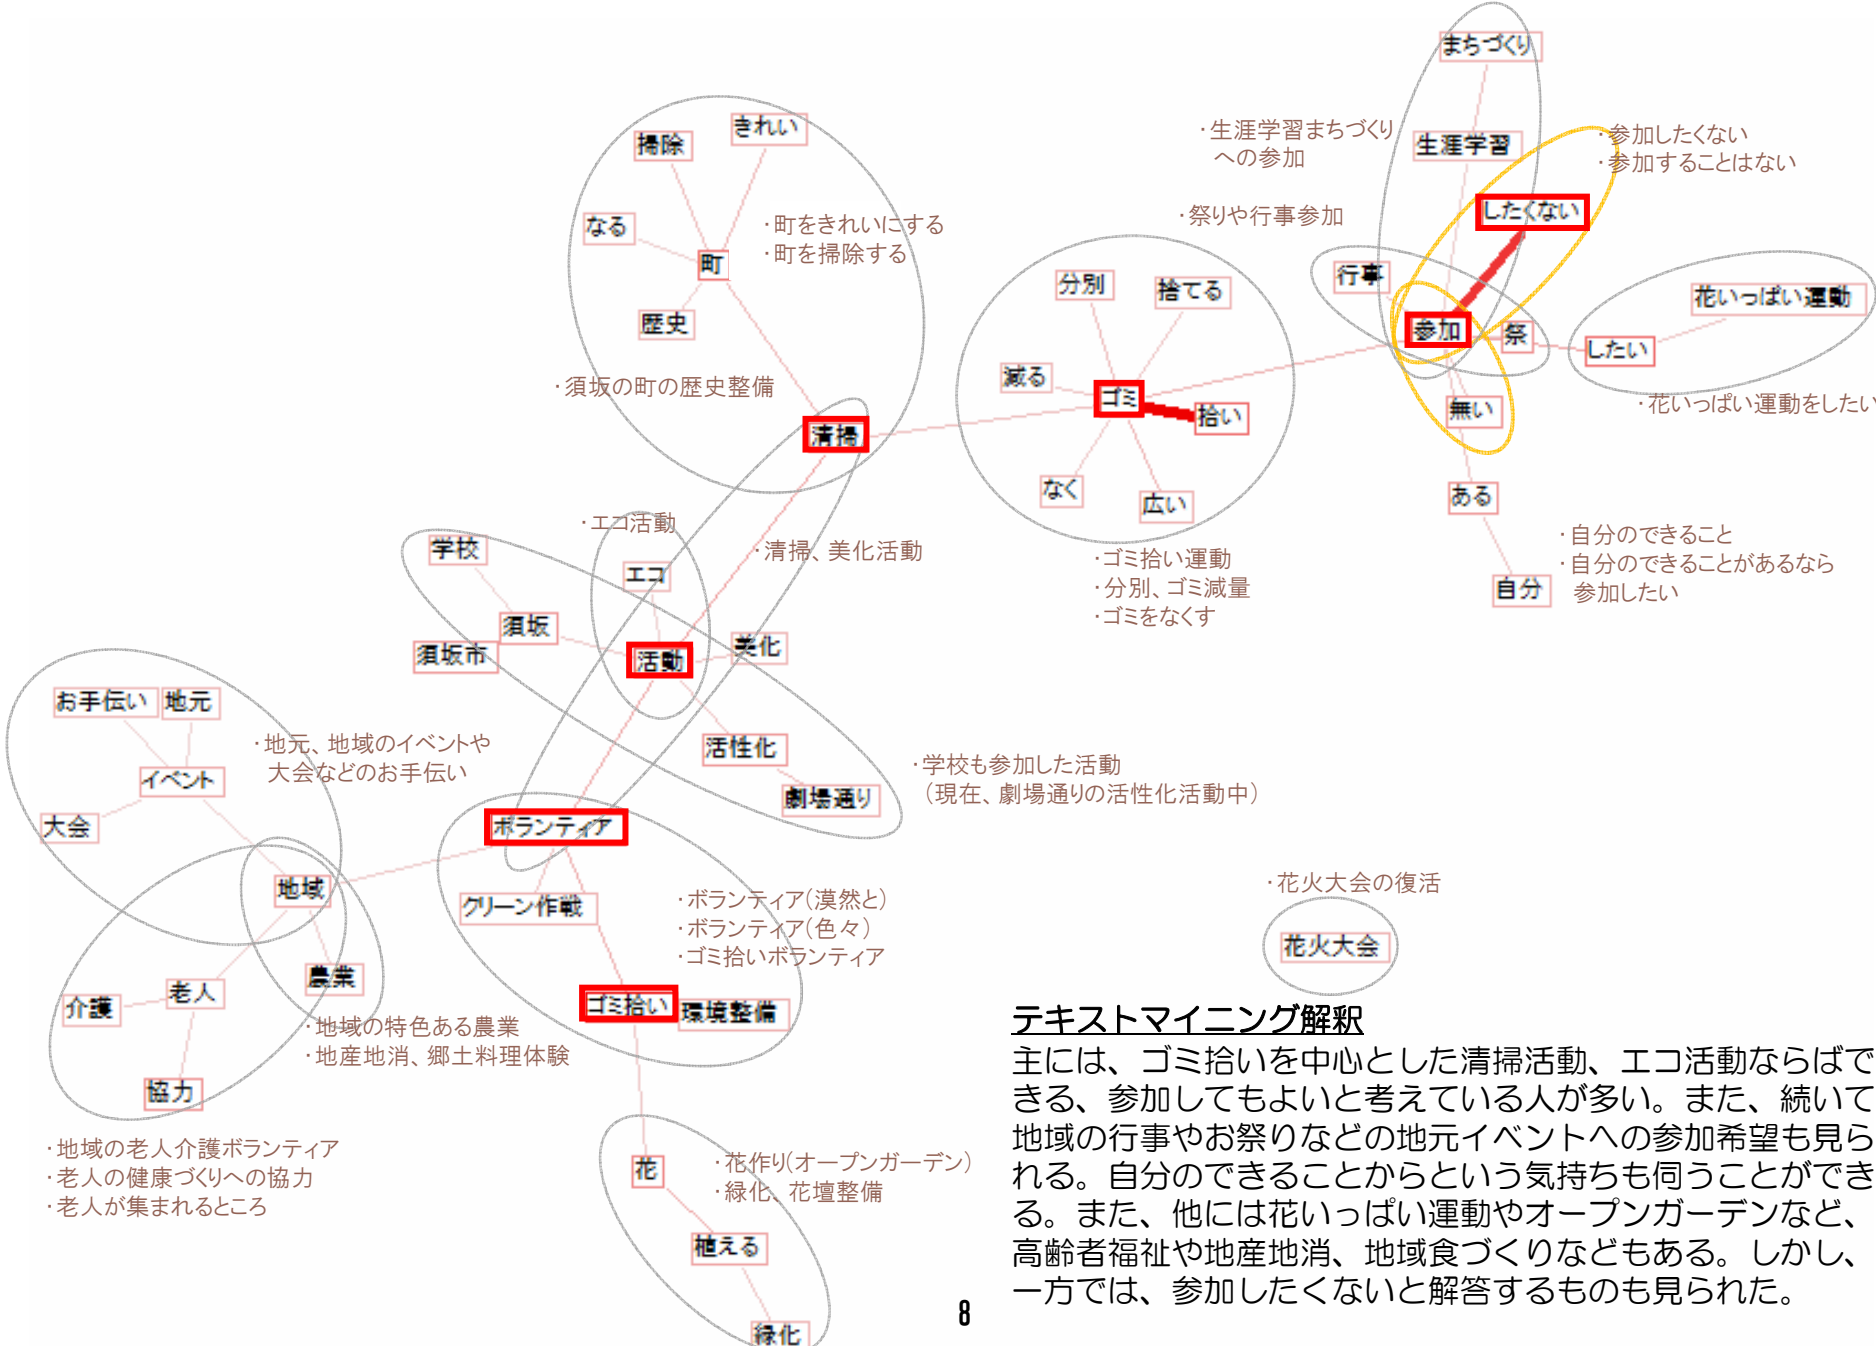 まちづくり
生涯学習
・生涯学習まちづくり
への参加
・参加したくない
・参加することはない
したくない
・祭りや行事参加
行事
参加
祭
したい
花いっぱい運動
・花いっぱい運動をしたい
無い
ある
自分
・自分のできること
・自分のできることがあるなら
参加したい
きれい
掃除
なる
町
歴史
・町をきれいにする
・町を掃除する
・須坂の町の歴史整備
清掃
分別
捨てる
減る
ゴミ
拾い
なく
広い
・ゴミ拾い運動
・分別、ゴミ減量
・ゴミをなくす
・エコ活動
・清掃、美化活動
学校
エコ
須坂
須坂市
活動
美化
活性化
劇場通り
・学校も参加した活動
（現在、劇場通りの活性化活動中）
お手伝い
地元
・地元、地域のイベントや
大会などのお手伝い
イベント
大会
ボランティア
地域
クリーン作戦
・ボランティア(漠然と)
・ボランティア(色々)
・ゴミ拾いボランティア
老人
農業
介護
協力
・地域の特色ある農業
・地産地消、郷土料理体験
ゴミ拾い
環境整備
・地域の老人介護ボランティア
・老人の健康づくりへの協力
・老人が集まれるところ
花
・花作り(オープンガーデン)
・緑化、花壇整備
植える
緑化
・花火大会の復活
花火大会
テキストマイニング解釈
主には、ゴミ拾いを中心とした清掃活動、エコ活動ならばで
きる、参加してもよいと考えている人が多い。また、続いて
地域の行事やお祭りなどの地元イベントへの参加希望も見ら
れる。自分のできることからという気持ちも伺うことができ
る。また、他には花いっぱい運動やオープンガーデンなど、
高齢者福祉や地産地消、地域食づくりなどもある。しかし、
一方では、参加したくないと解答するものも見られた。
8